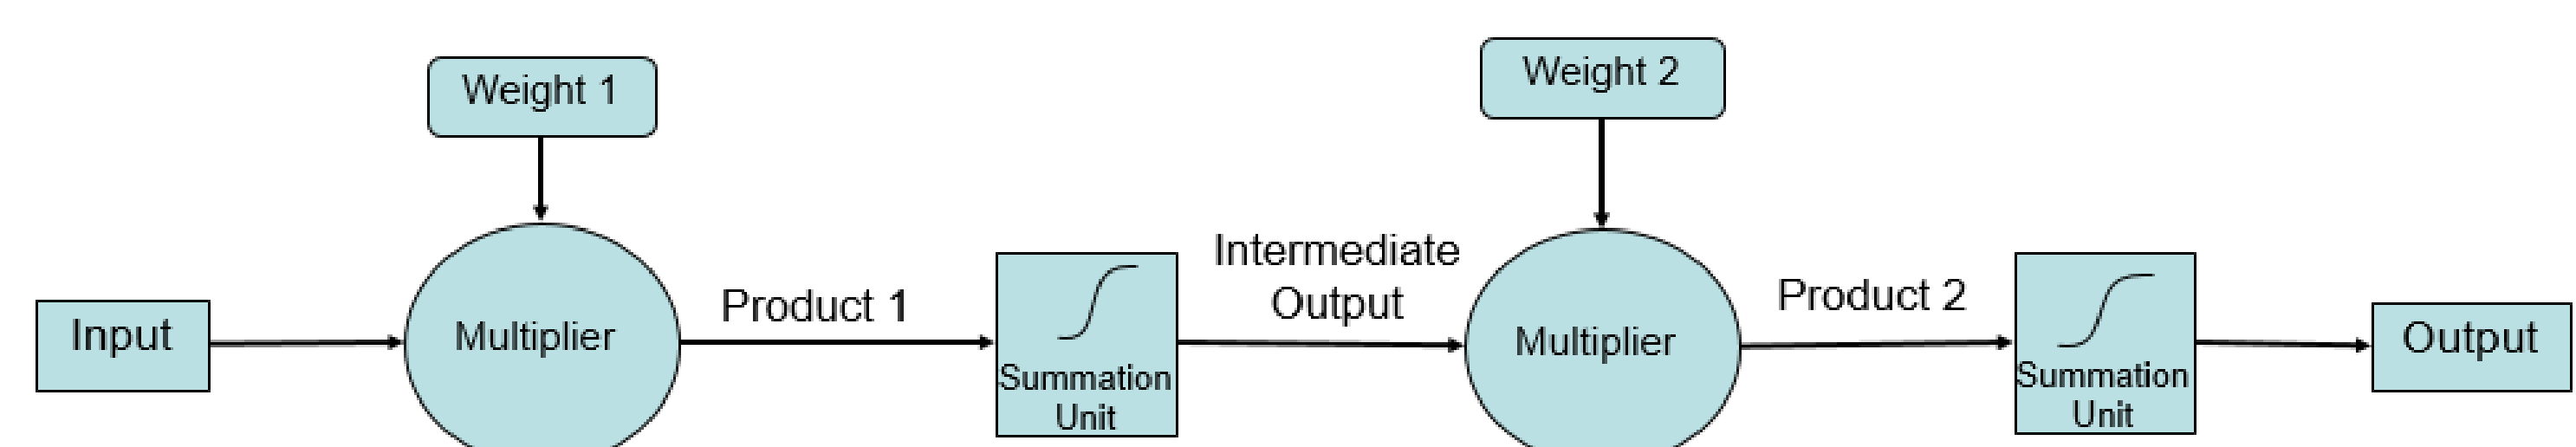 Weight 1
Weight 2
Input
Multiplier
Product 1
Summation
Unit
Intermediate
Output
Multiplier
Product 2
Summation
Unit
Output